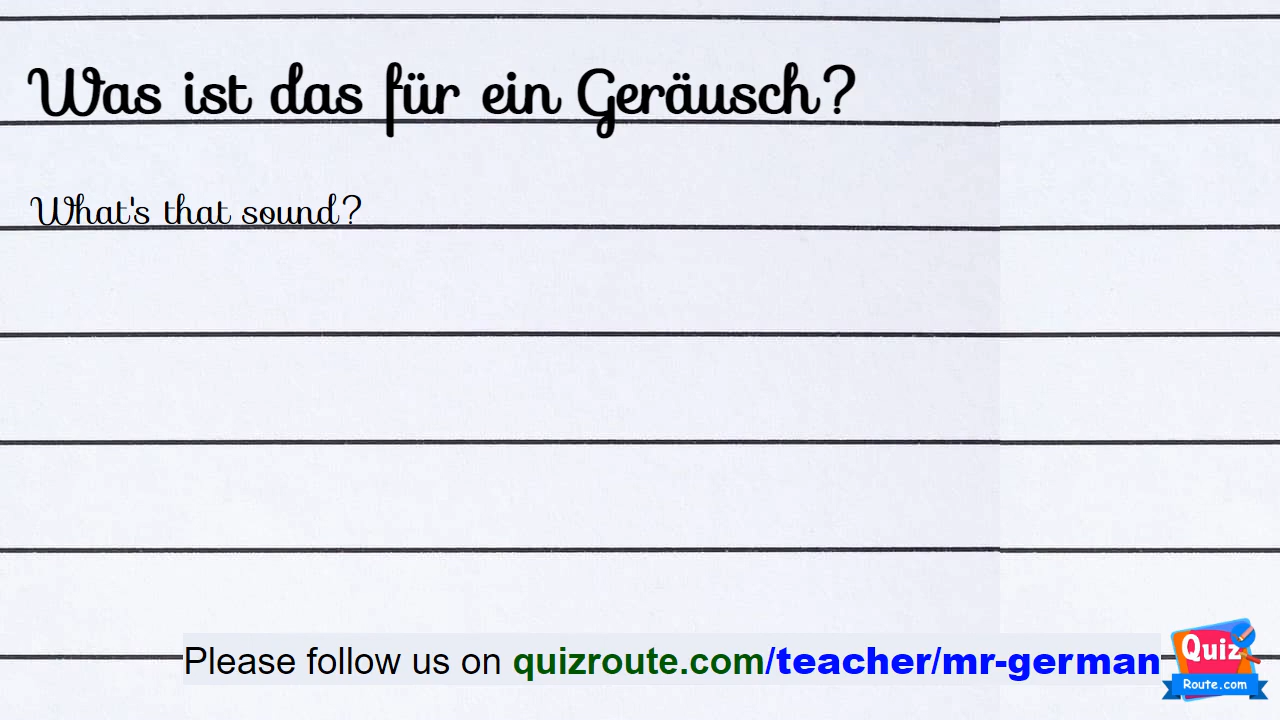 Was ist das für ein Geräusch?
What's that sound?
Please follow us on quizroute.com/teacher/mr-german
Quiz
Route.com